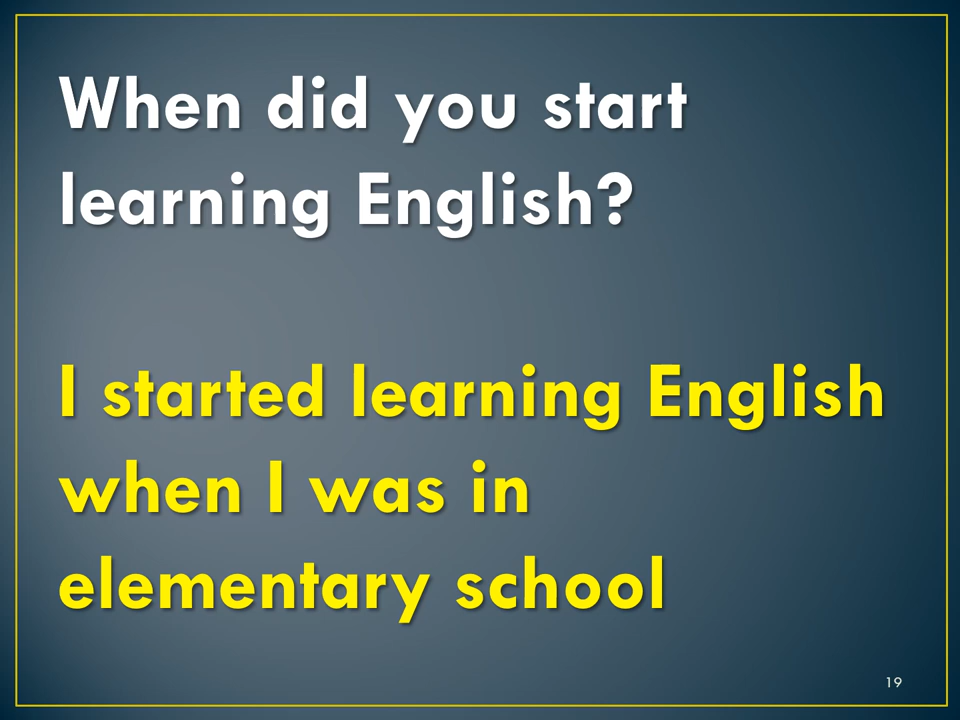 When did you start
learning English?
I started learning English
when I was in
elementary school
19